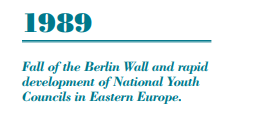 1989
Fall of the Berlin Wall and rapid
development of National Youth
Councils in Eastern Europe.